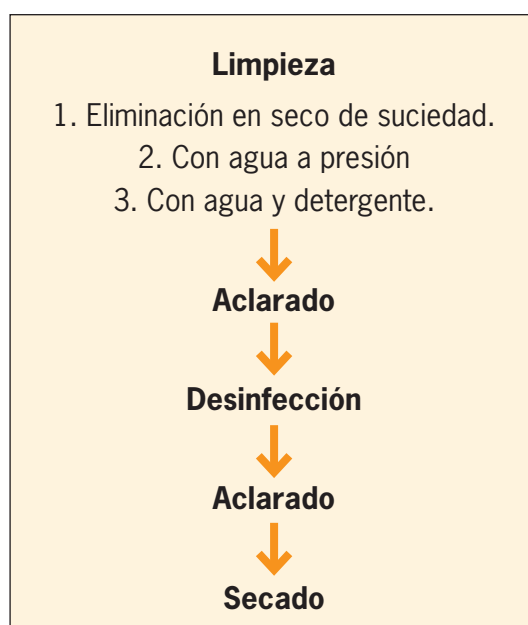 Limpieza
1. Eliminación en seco de suciedad.
2. Con agua a presión
3. Con agua y detergente.
Aclarado
Desinfección
Aclarado
Secado